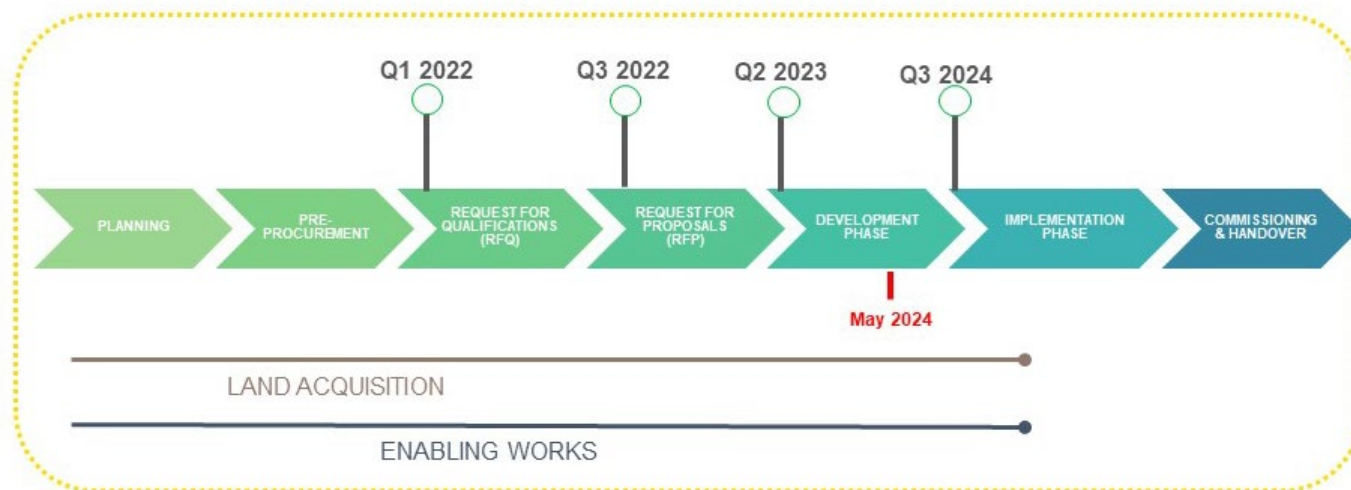 Q1 2022
Q3 2022
Q2 2023
Q3 2024
PLANNING
PRE-
PROCUREMENT
REQUEST FOR
QUALIFICATIONS
(RFQ)
REQUEST FOR
PROPOSALS
(RFP)
DEVELOPMENT
PHASE
IMPLEMENTATION
PHASE
COMMISSIONING
& HANDOVER
May 2024
LAND ACQUISITION
ENABLING WORKS